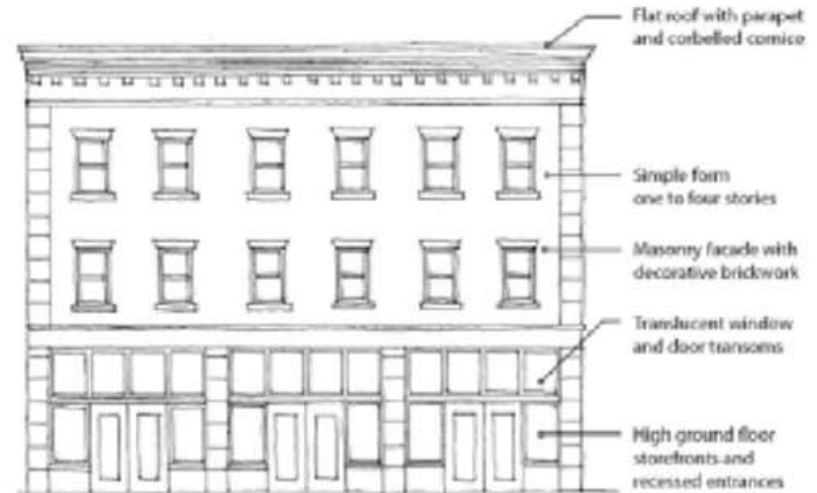 Flat roof with parapet
and corbelled cornice
Simple form
one to four stories
Masonry facade with
decorative brickwork
Translucent window
and door transoms
High ground floor
storefronts and
recessed entrances